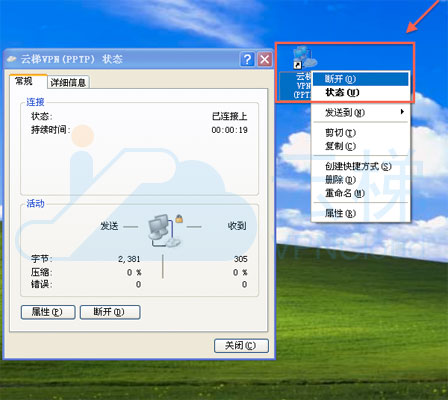 云梯VPN(PPTP) 状态
常规
详细信息
连接
状态: 已连接上
持续时间: 00:00:19
活动
发送 — — 收到
字节: 2,381 305
压缩: 0 % 0 %
错误: 0 0
属性(P)
断开(D)
关闭(C)
云梯
VPN
(PPTP)
断开(O)
状态(U)
发送到(N)
剪切(T)
复制(C)
创建快捷方式(S)
删除(D)
重命名(M)
属性(R)
云梯